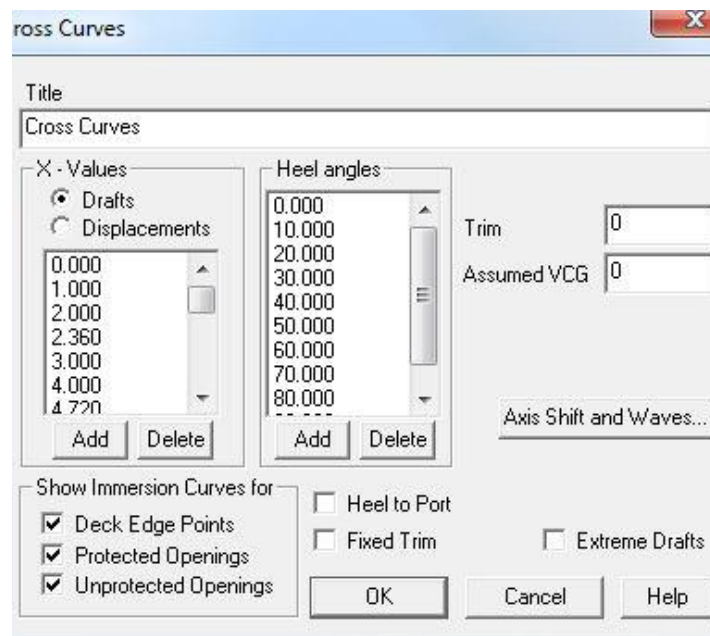 ross Curves
Title
Cross Curves
X - Values
Drafts
Displacements
0.000
1.000
2.000
2.360
3.000
4.000
4.720
Add Delete
Heel angles
0.000
10.000
20.000
30.000
40.000
50.000
60.000
70.000
80.000
Add Delete
Trim 0
Assumed VCG 0
Axis Shift and Waves...
Show Immersion Curves for
Deck Edge Points
Protected Openings
Unprotected Openings
Heel to Port
Fixed Trim
Extreme Drafts
OK Cancel Help